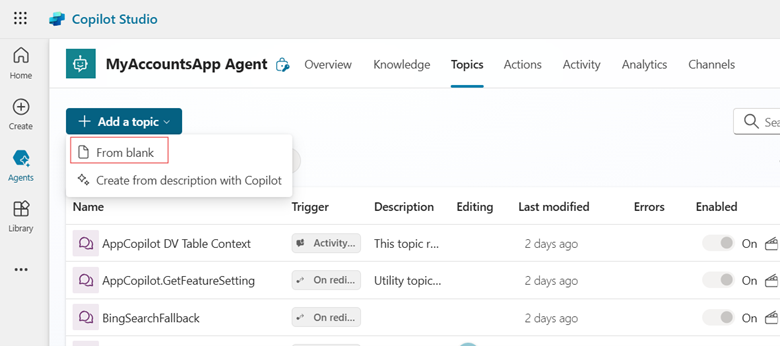 Copilot Studio
Home
MyAccountsApp Agent Overview Knowledge Topics Actions Activity Analytics Channels
Create
Add a topic
Sea
From blank
Agents
Create from description with Copilot
Library
Name Trigger Description Editing Last modified Errors Enabled
AppCopilot DV Table Context Activity... This topic r... 2 days ago On
AppCopilot.GetFeatureSetting On redi... Utility topic... 2 days ago On
BingSearchFallback On redi... 2 days ago On